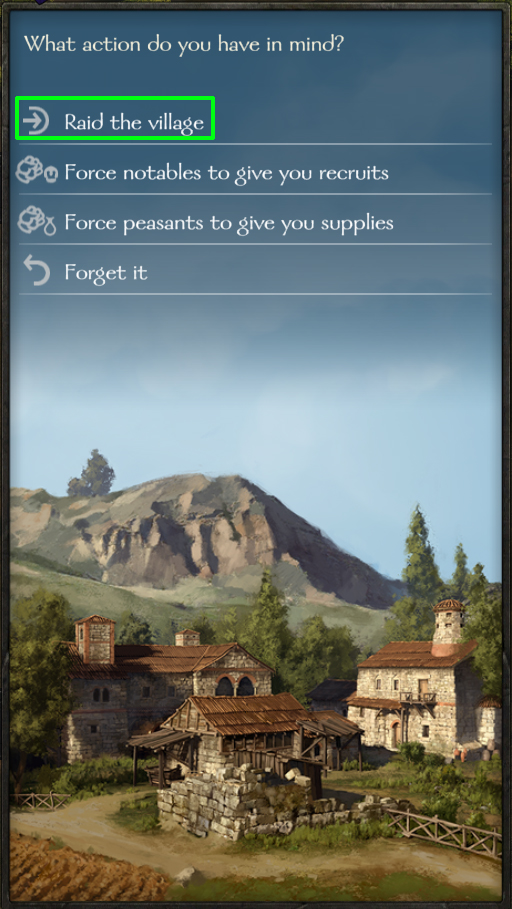 What action do you have in mind?
Raid the village
Force notables to give you recruits
Force peasants to give you supplies
Forget it